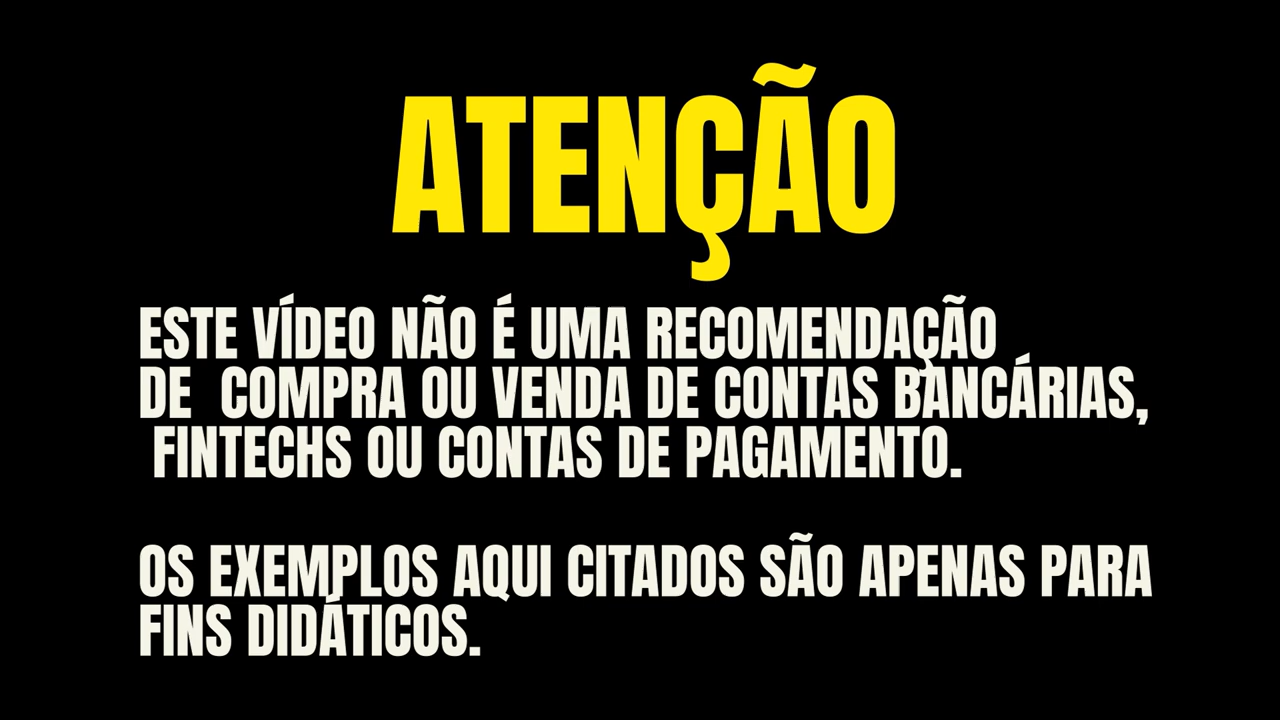 ATENÇÃO
ESTE VÍDEO NÃO É UMA RECOMENDAÇÃO
DE COMPRA OU VENDA DE CONTAS BANCÁRIAS,
FINTECHS OU CONTAS DE PAGAMENTO.
OS EXEMPLOS AQUI CITADOS SÃO APENAS PARA
FINS DIDÁTICOS.